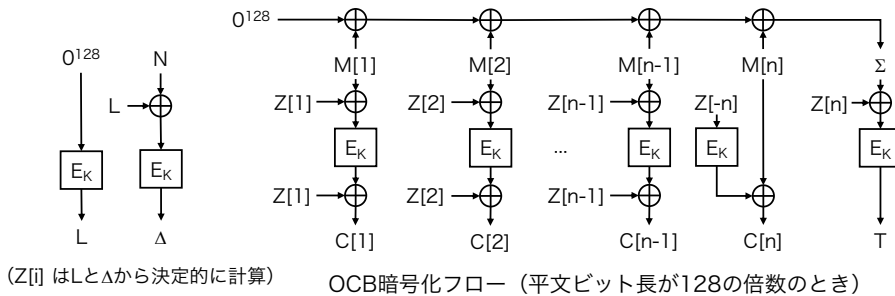 0¹²⁸
M[1] M[2] M[n-1] M[n] Σ
Z[1] Z[2] Z[n-1] Z[-n] Z[n]
E_K E_K ... E_K E_K E_K
Z[1] Z[2] Z[n-1]
C[1] C[2] C[n-1] C[n] T
0¹²⁸ N
L
E_K E_K
L Δ
(Z[i] はLとΔから決定的に計算)
OCB暗号化フロー（平文ビット長が128の倍数のとき）